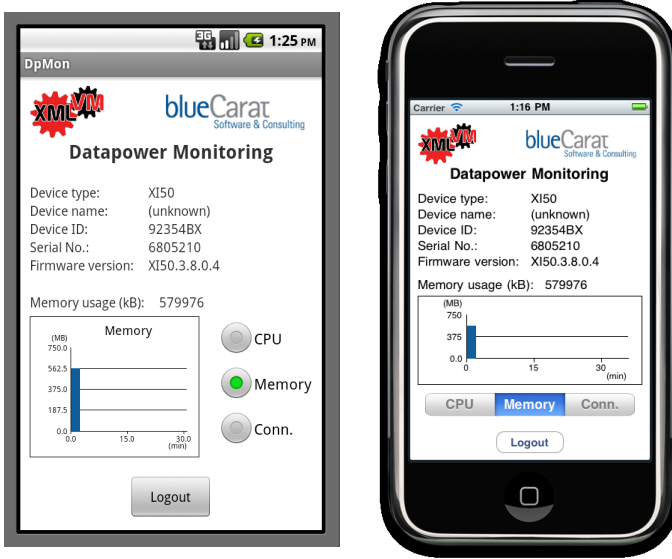 3G 1:25 PM
DpMon
XMLVM blueCarat
Software & Consulting
Datapower Monitoring
Device type: XI50
Device name: (unknown)
Device ID: 92354BX
Serial No.: 6805210
Firmware version: XI50.3.8.0.4
Memory usage (kB): 579976
Memory
(MB)
750.0
562.5
375.0
187.5
0.0
0.0 15.0 30.0
(min)
CPU
Memory
Conn.
Logout
Carrier 1:16 PM
XMLVM blueCarat
Software & Consulting
Datapower Monitoring
Device type: XI50
Device name: (unknown)
Device ID: 92354BX
Serial No.: 6805210
Firmware version: XI50.3.8.0.4
Memory usage (kB): 579976
(MB)
750
375
0.0
0 15 30
(min)
CPU Memory Conn.
Logout